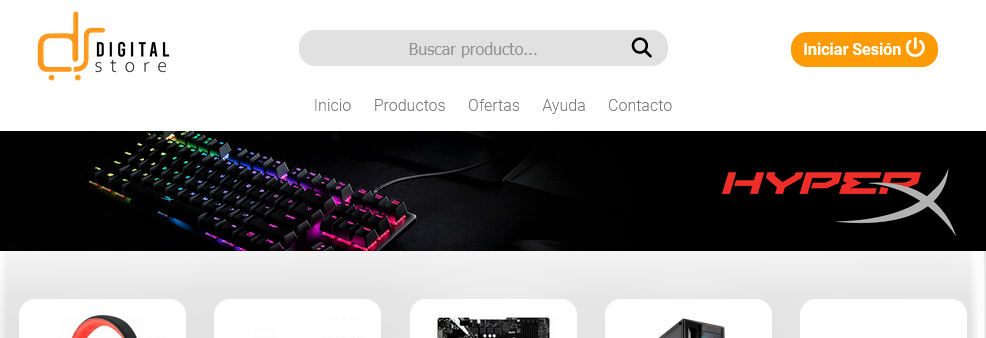 DIGITAL
store
Buscar producto...
Iniciar Sesión
Inicio Productos Ofertas Ayuda Contacto
HYPERX